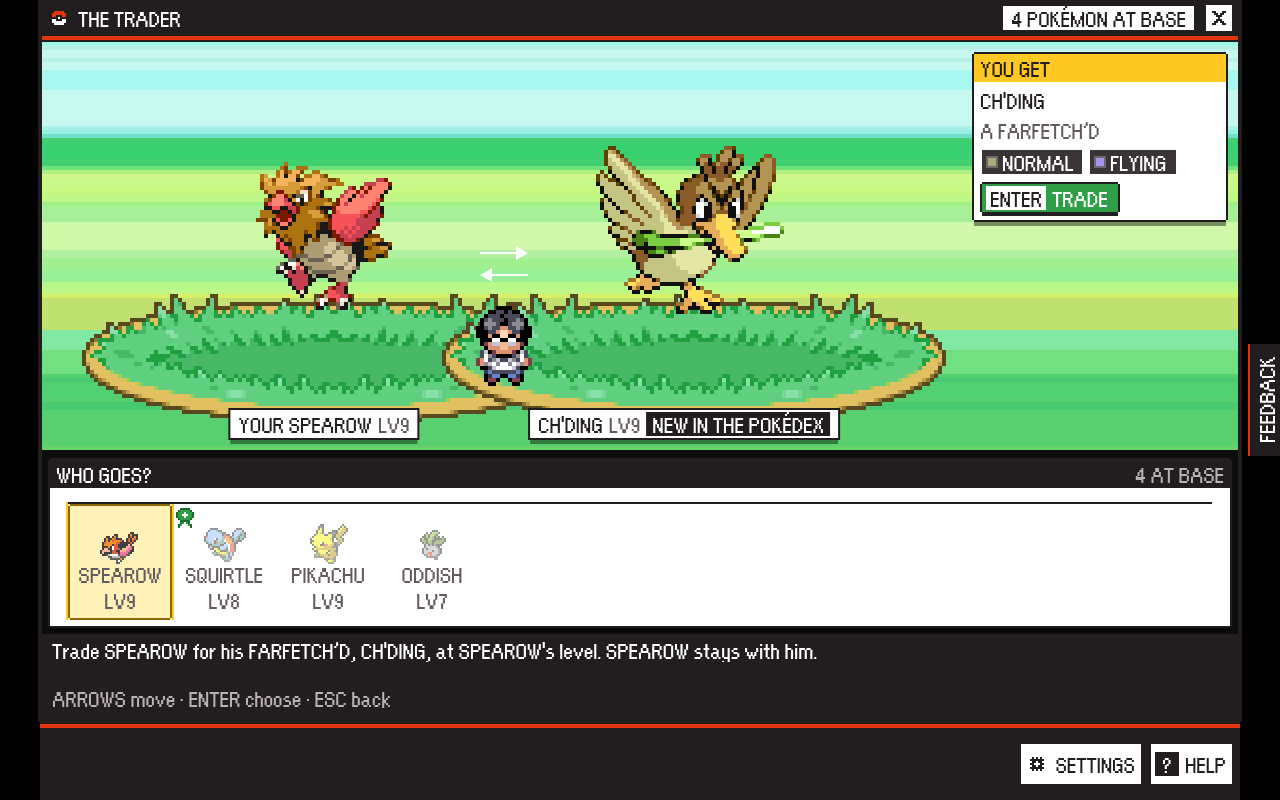 THE TRADER
4 POKÉMON AT BASE
X
YOU GET
CH'DING
A FARFETCH'D
NORMAL FLYING
ENTER TRADE
FEEDBACK
YOUR SPEAROW LV9
CH'DING LV9 NEW IN THE POKÉDEX
WHO GOES?
4 AT BASE
SPEAROW
LV9
SQUIRTLE
LV8
PIKACHU
LV9
ODDISH
LV7
Trade SPEAROW for his FARFETCH'D, CH'DING, at SPEAROW's level. SPEAROW stays with him.
ARROWS move · ENTER choose · ESC back
SETTINGS
? HELP